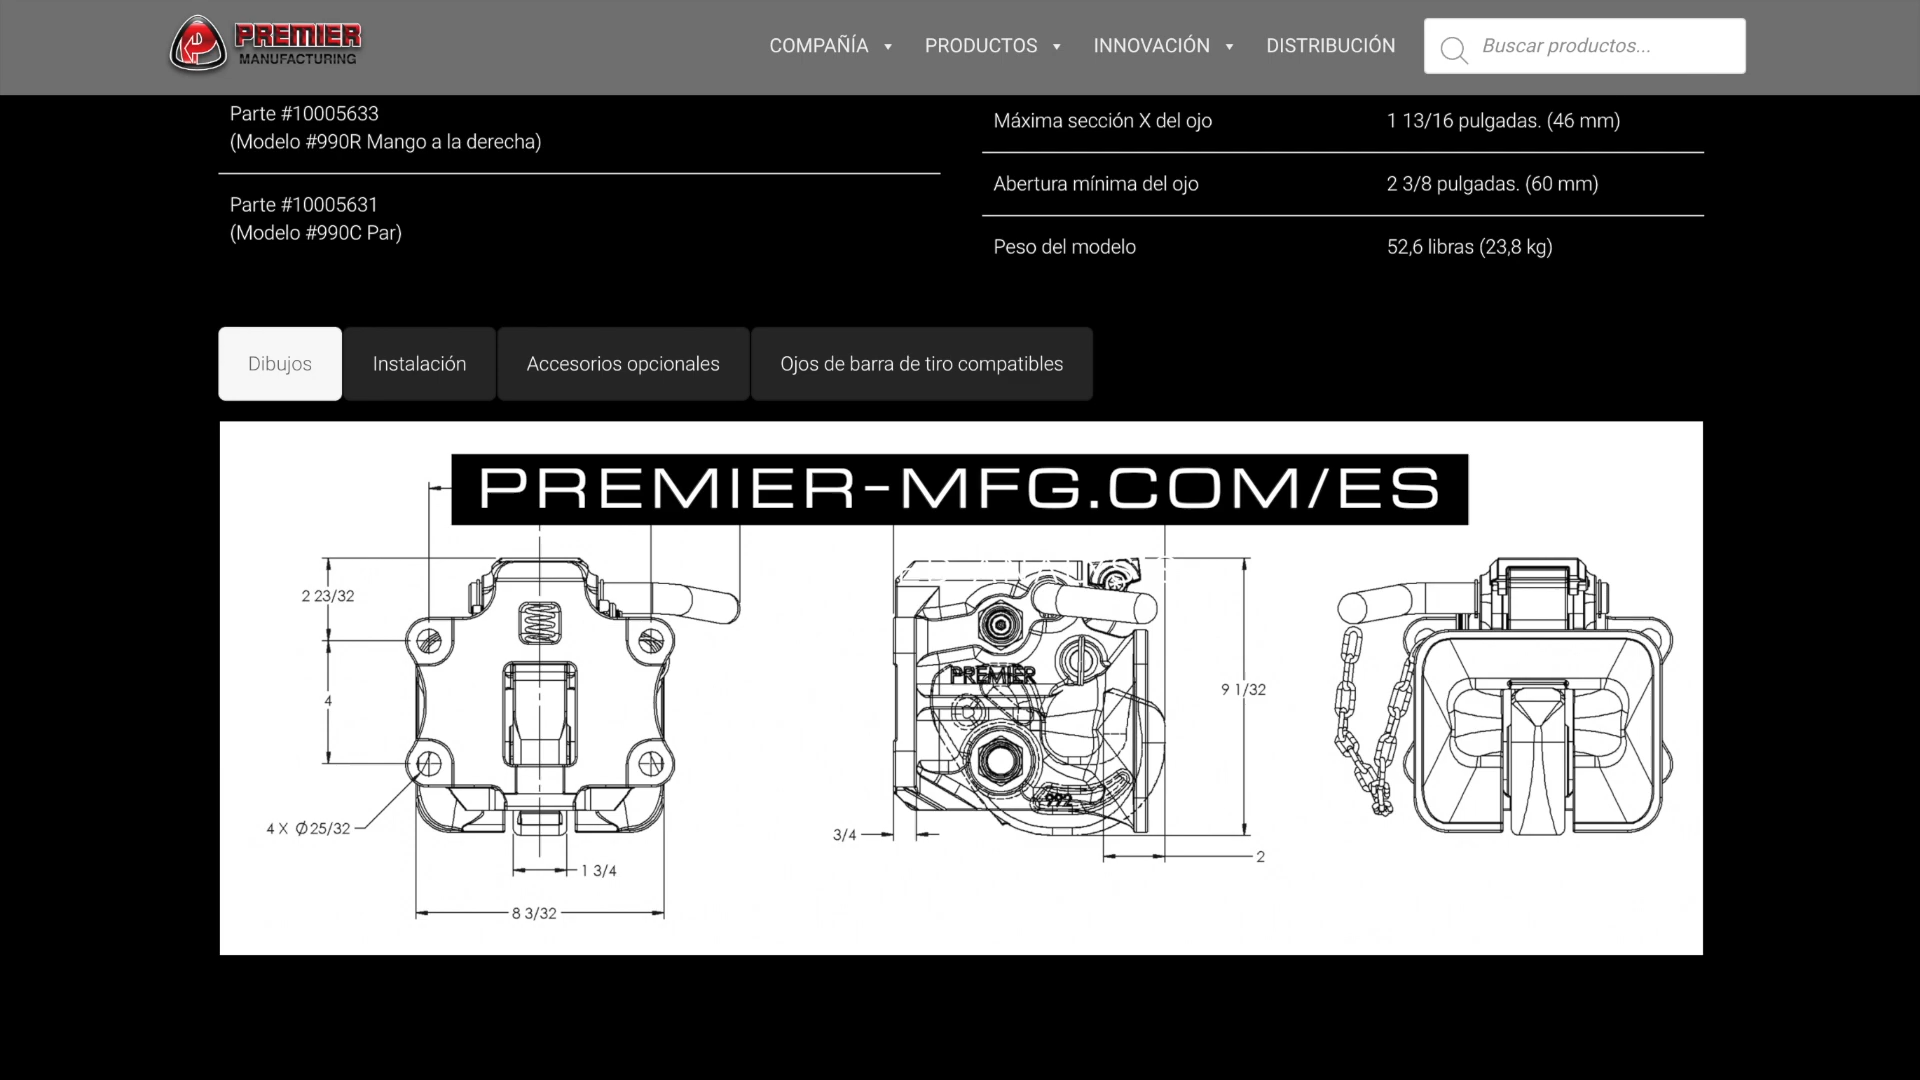 PREMIER
MANUFACTURING
COMPAÑÍA
PRODUCTOS
INNOVACIÓN
DISTRIBUCIÓN
Buscar productos...
Parte #10005633
(Modelo #990R Mango a la derecha)
Parte #10005631
(Modelo #990C Par)
Máxima sección X del ojo 1 13/16 pulgadas. (46 mm)
Abertura mínima del ojo 2 3/8 pulgadas. (60 mm)
Peso del modelo 52,6 libras (23,8 kg)
Dibujos
Instalación
Accesorios opcionales
Ojos de barra de tiro compatibles
PREMIER-MFG.COM/ES
2 23/32
4
4 X Ø25/32
1 3/4
8 3/32
PREMIER
992
3/4
9 1/32
2